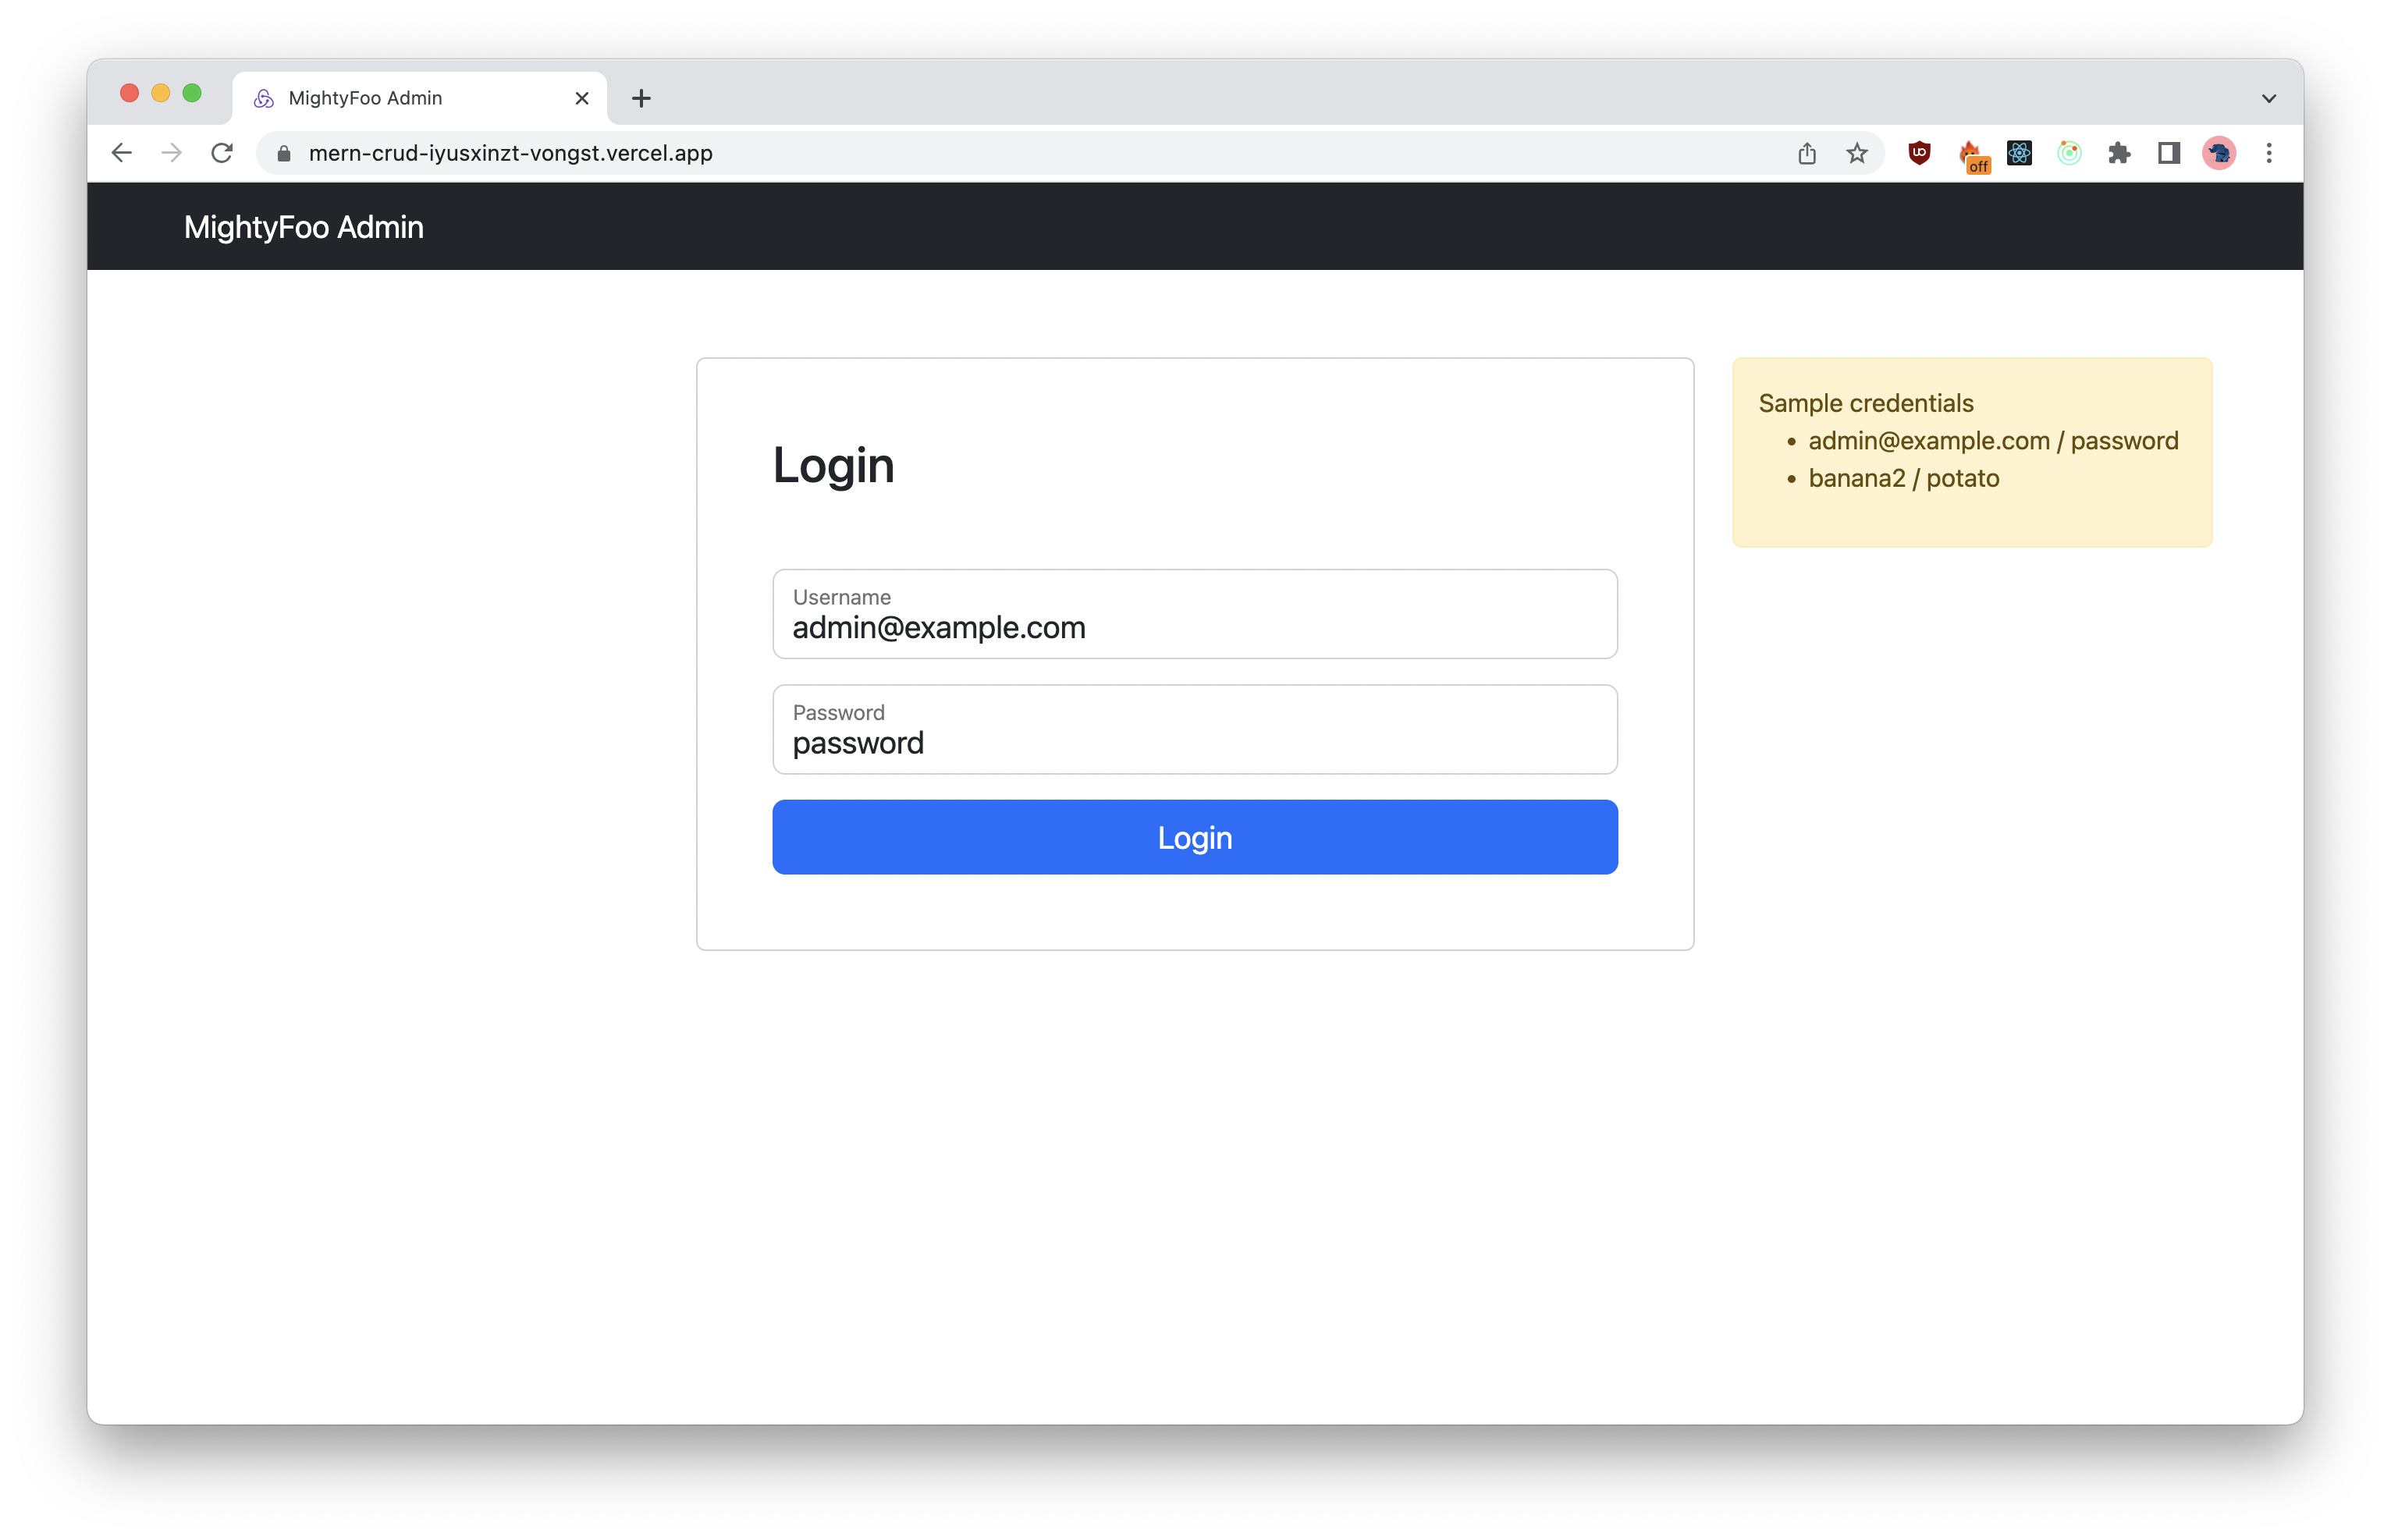 MightyFoo Admin
mern-crud-iyusxinzt-vongst.vercel.app
off
MightyFoo Admin
Login
Username
admin@example.com
Password
password
Login
Sample credentials
admin@example.com / password
banana2 / potato